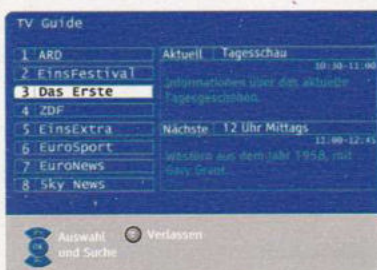 TV Guide
1 ARD
2 EinsFestival
3 Das Erste
4 ZDF
5 EinsExtra
6 EuroSport
7 EuroNews
8 Sky News
Aktuell Tagesschau
10:30-11:00
Informationen über das aktuelle
Tagesgeschehen.
Nächste 12 Uhr Mittags
11:00-12:45
Western aus dem Jahr 1958, mit
Gary Grant.
OK
Auswahl
und Suche
Verlassen